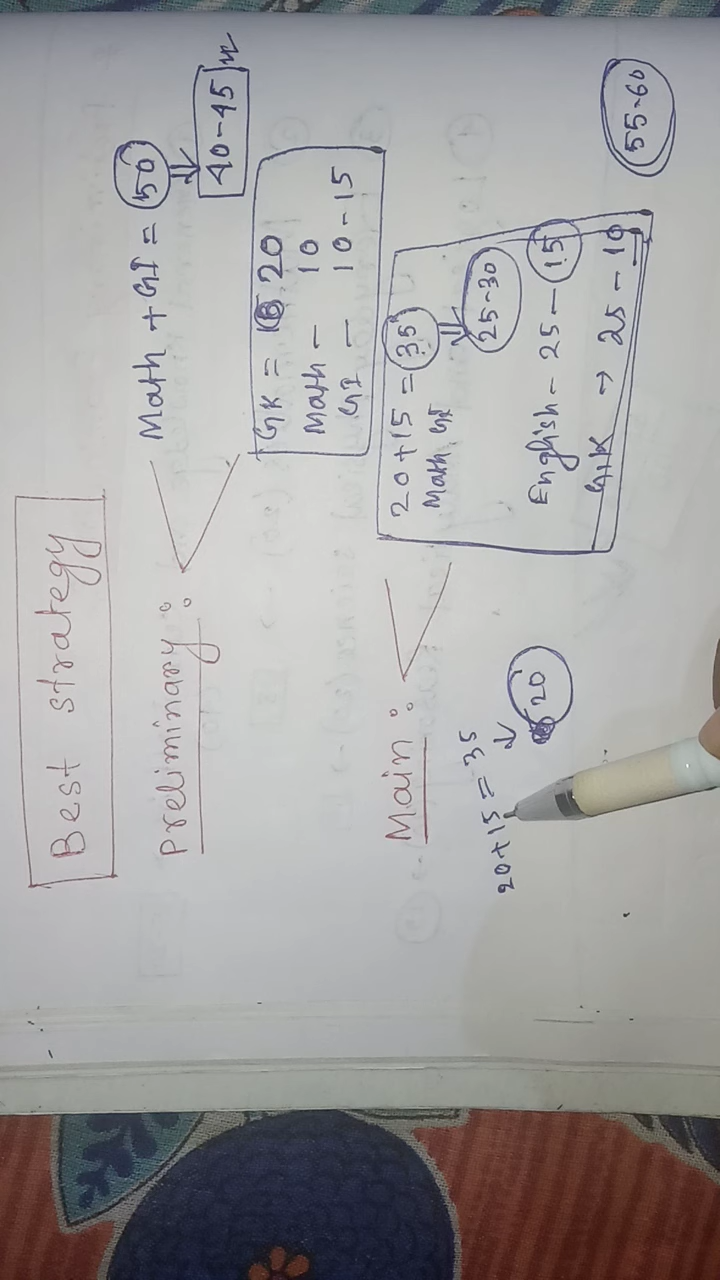 Best strategy
Preliminary :
Math + GI = 50
40-45
GK = 20
Math - 10
GI - 10-15
Main :
20+15 = 35
Math GI
25-30
English - 25 - 15
G.K → 25 - 10
55-60
20+15 = 35
20